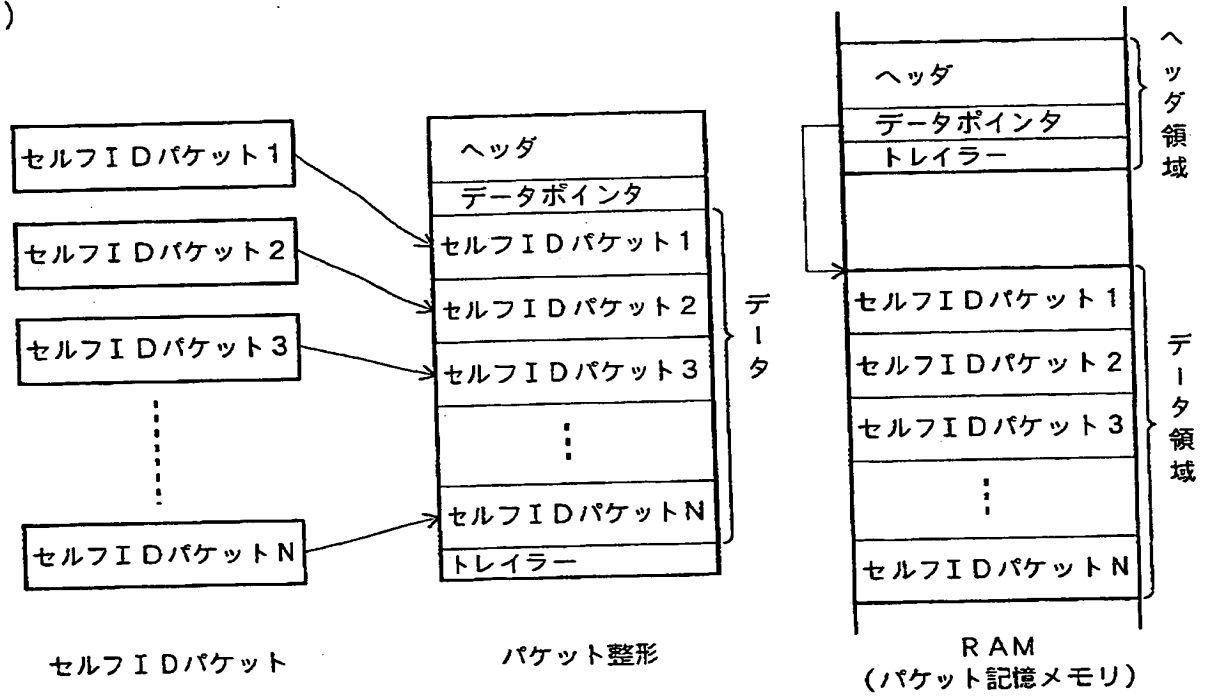 )
セルフIDパケット1
セルフIDパケット2
セルフIDパケット3
セルフIDパケットN
セルフIDパケット
ヘッダ
データポインタ
セルフIDパケット1
セルフIDパケット2
セルフIDパケット3
セルフIDパケットN
トレイラー
データ
パケット整形
ヘッダ
データポインタ
トレイラー
ヘッダ領域
セルフIDパケット1
セルフIDパケット2
セルフIDパケット3
セルフIDパケットN
データ領域
RAM
(パケット記憶メモリ)